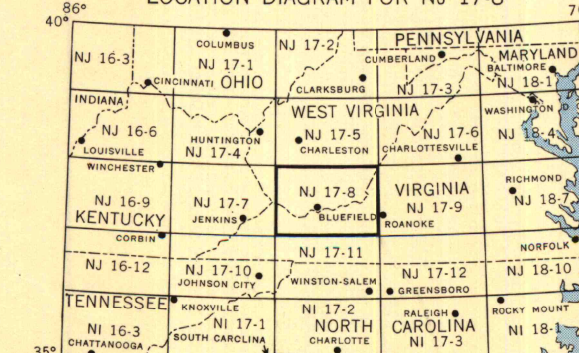 LOCATION DIAGRAM FOR NJ 17-8
86°
40°
COLUMBUS
NJ 17-2
PENNSYLVANIA
NJ 16-3
NJ 17-1
CUMBERLAND
MARYLAND
BALTIMORE
CINCINNATI
OHIO
CLARKSBURG
NJ 17-3
NJ 18-1
INDIANA
WEST VIRGINIA
WASHINGTON
NJ 16-6
HUNTINGTON
NJ 17-5
NJ 17-6
NJ 18-4
LOUISVILLE
NJ 17-4
CHARLESTON
CHARLOTTESVILLE
WINCHESTER
RICHMOND
NJ 17-8
VIRGINIA
NJ 16-9
NJ 17-7
NJ 17-9
NJ 18-7
KENTUCKY
JENKINS
BLUEFIELD
ROANOKE
CORBIN
NORFOLK
NJ 17-11
NJ 16-12
NJ 17-10
NJ 17-12
NJ 18-10
JOHNSON CITY
WINSTON-SALEM
GREENSBORO
TENNESSEE
KNOXVILLE
NI 17-2
RALEIGH
ROCKY MOUNT
NI 16-3
NI 17-1
NORTH
CAROLINA
NI 18-1
CHATTANOOGA
SOUTH CAROLINA
CHARLOTTE
NI 17-3
35°